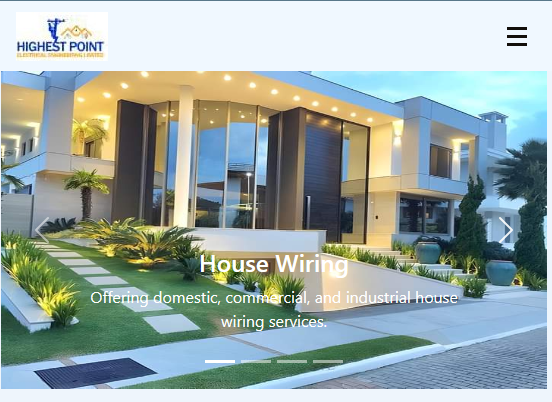 HIGHEST POINT
ELECTRICAL ENGINEERING LIMITED
House Wiring
Offering domestic, commercial, and industrial house
wiring services.